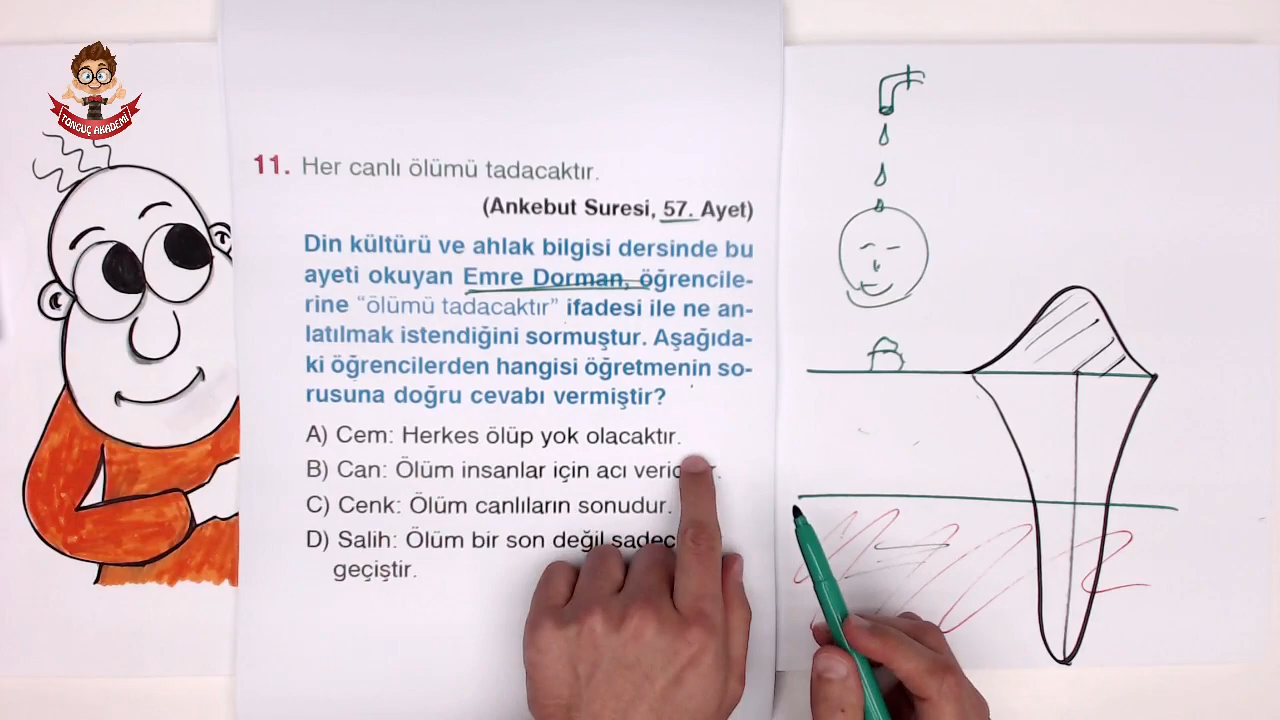 TONGUÇ AKADEMİ
11. Her canlı ölümü tadacaktır.
(Ankebut Suresi, 57. Ayet)
Din kültürü ve ahlak bilgisi dersinde bu
ayeti okuyan Emre Dorman, öğrencile-
rine “ölümü tadacaktır” ifadesi ile ne an-
latılmak istendiğini sormuştur. Aşağıda-
ki öğrencilerden hangisi öğretmenin so-
rusuna doğru cevabı vermiştir?
A) Cem: Herkes ölüp yok olacaktır.
B) Can: Ölüm insanlar için acı
C) Cenk: Ölüm canlıların sonudur.
D) Salih: Ölüm bir son değil
geçiştir.